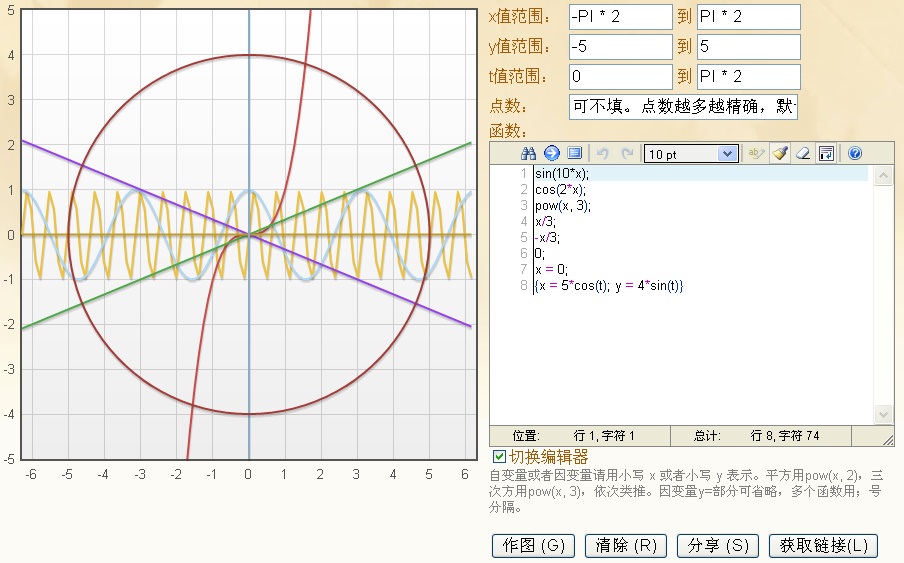 5
4
3
2
1
0
-1
-2
-3
-4
-5
-6 -5 -4 -3 -2 -1 0 1 2 3 4 5 6
x值范围: -PI * 2 到 PI * 2
y值范围: -5 到 5
t值范围: 0 到 PI * 2
点数: 可不填。点数越多越精确，默
函数:
10 pt
1 sin(10*x);
2 cos(2*x);
3 pow(x, 3);
4 x/3;
5 -x/3;
6 0;
7 x = 0;
8 {x = 5*cos(t); y = 4*sin(t)}
位置: 行 1, 字符 1 总计: 行 8, 字符 74
切换编辑器
自变量或者因变量请用小写 x 或者小写 y 表示。平方用pow(x, 2)，三
次方用pow(x, 3)，依次类推。因变量y=部分可省略，多个函数用；号
分隔。
作图 (G) 清除 (R) 分享 (S) 获取链接(L)